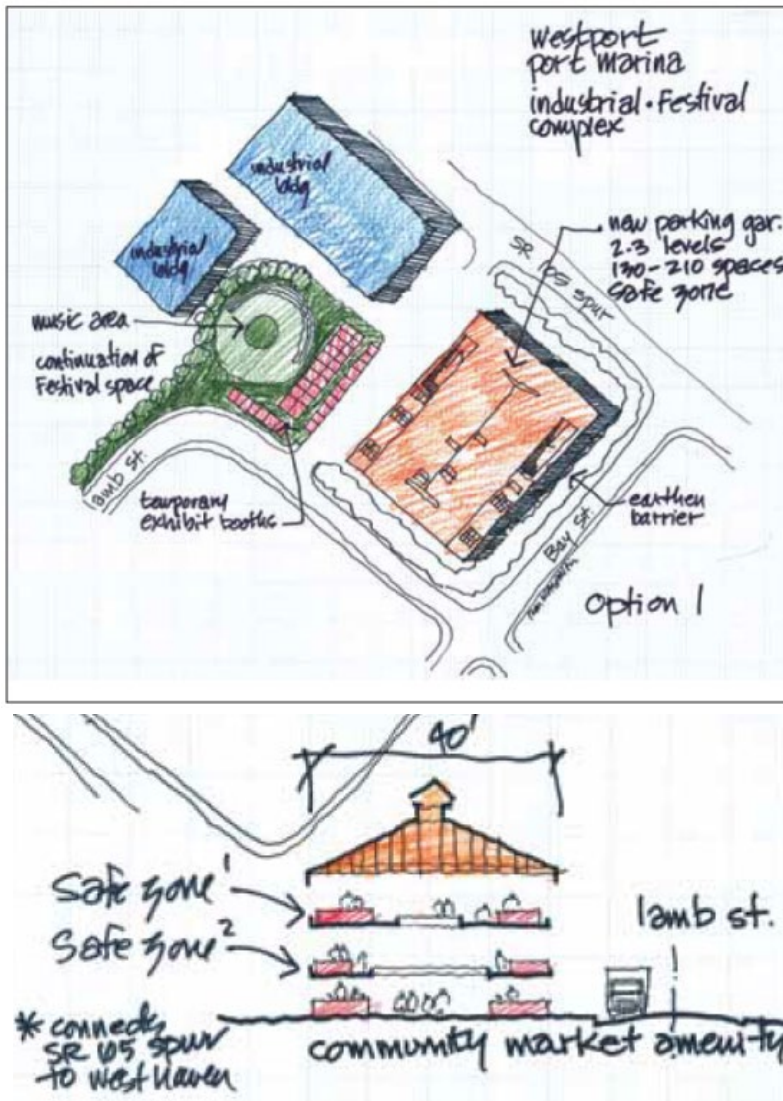 westport
port marina
industrial • Festival
complex
industrial
bldg
industrial
bldg
SR 105 spur
new parking gar.
2-3 levels
130-210 spaces
safe zone
music area
continuation of
Festival space
lamb st.
temporary
exhibit booths
earthen
barrier
Bay st.
Option 1
40'
Safe zone 1
Safe zone 2
lamb st.
* connects
SR 105 spur
to west haven
community market amenity